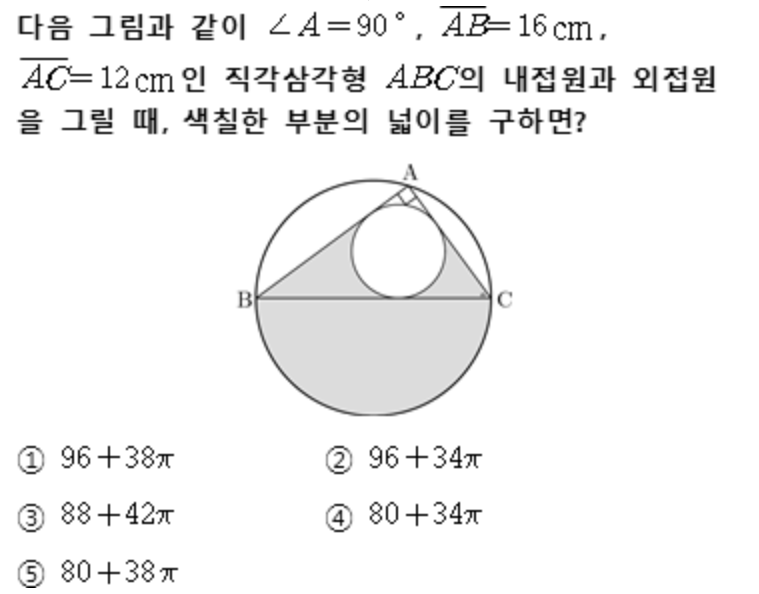 다음 그림과 같이 ∠A=90°, AB=16cm,
AC=12cm인 직각삼각형 ABC의 내접원과 외접원
을 그릴 때, 색칠한 부분의 넓이를 구하면?
A
B
C
① 96+38π ② 96+34π
③ 88+42π ④ 80+34π
⑤ 80+38π